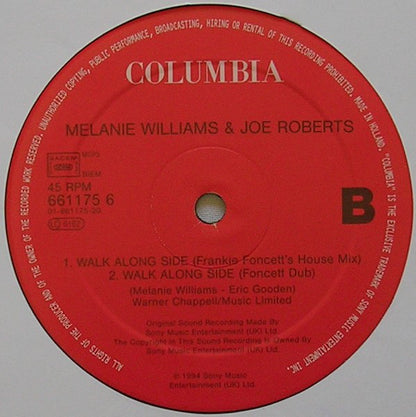 UNAUTHORIZED COPYING, PUBLIC PERFORMANCE, BROADCASTING, HIRING OR RENTAL OF THIS RECORDING PROHIBITED. MADE IN HOLLAND. "COLUMBIA" IS THE EXCLUSIVE TRADEMARK OF SONY MUSIC ENTERTAINMENT INC.
ALL RIGHTS OF THE PRODUCER AND OF THE OWNER OF THE RECORDED WORK RESERVED.
COLUMBIA
MELANIE WILLIAMS & JOE ROBERTS
SACEM
MCPS
BIEM
45 RPM
661175 6
01-661175-20
LC 0162
B
1. WALK ALONG SIDE (Frankie Foncett's House Mix)
2. WALK ALONG SIDE (Foncett Dub)
(Melanie Williams - Eric Gooden)
Warner Chappell/Music Limited
Original Sound Recording Made By
Sony Music Entertainment (UK) Ltd.
The Copyright in This Sound Recording Is Owned By
Sony Music Entertainment (UK) Ltd.
℗ 1994 Sony Music
Entertainment (UK) Ltd.